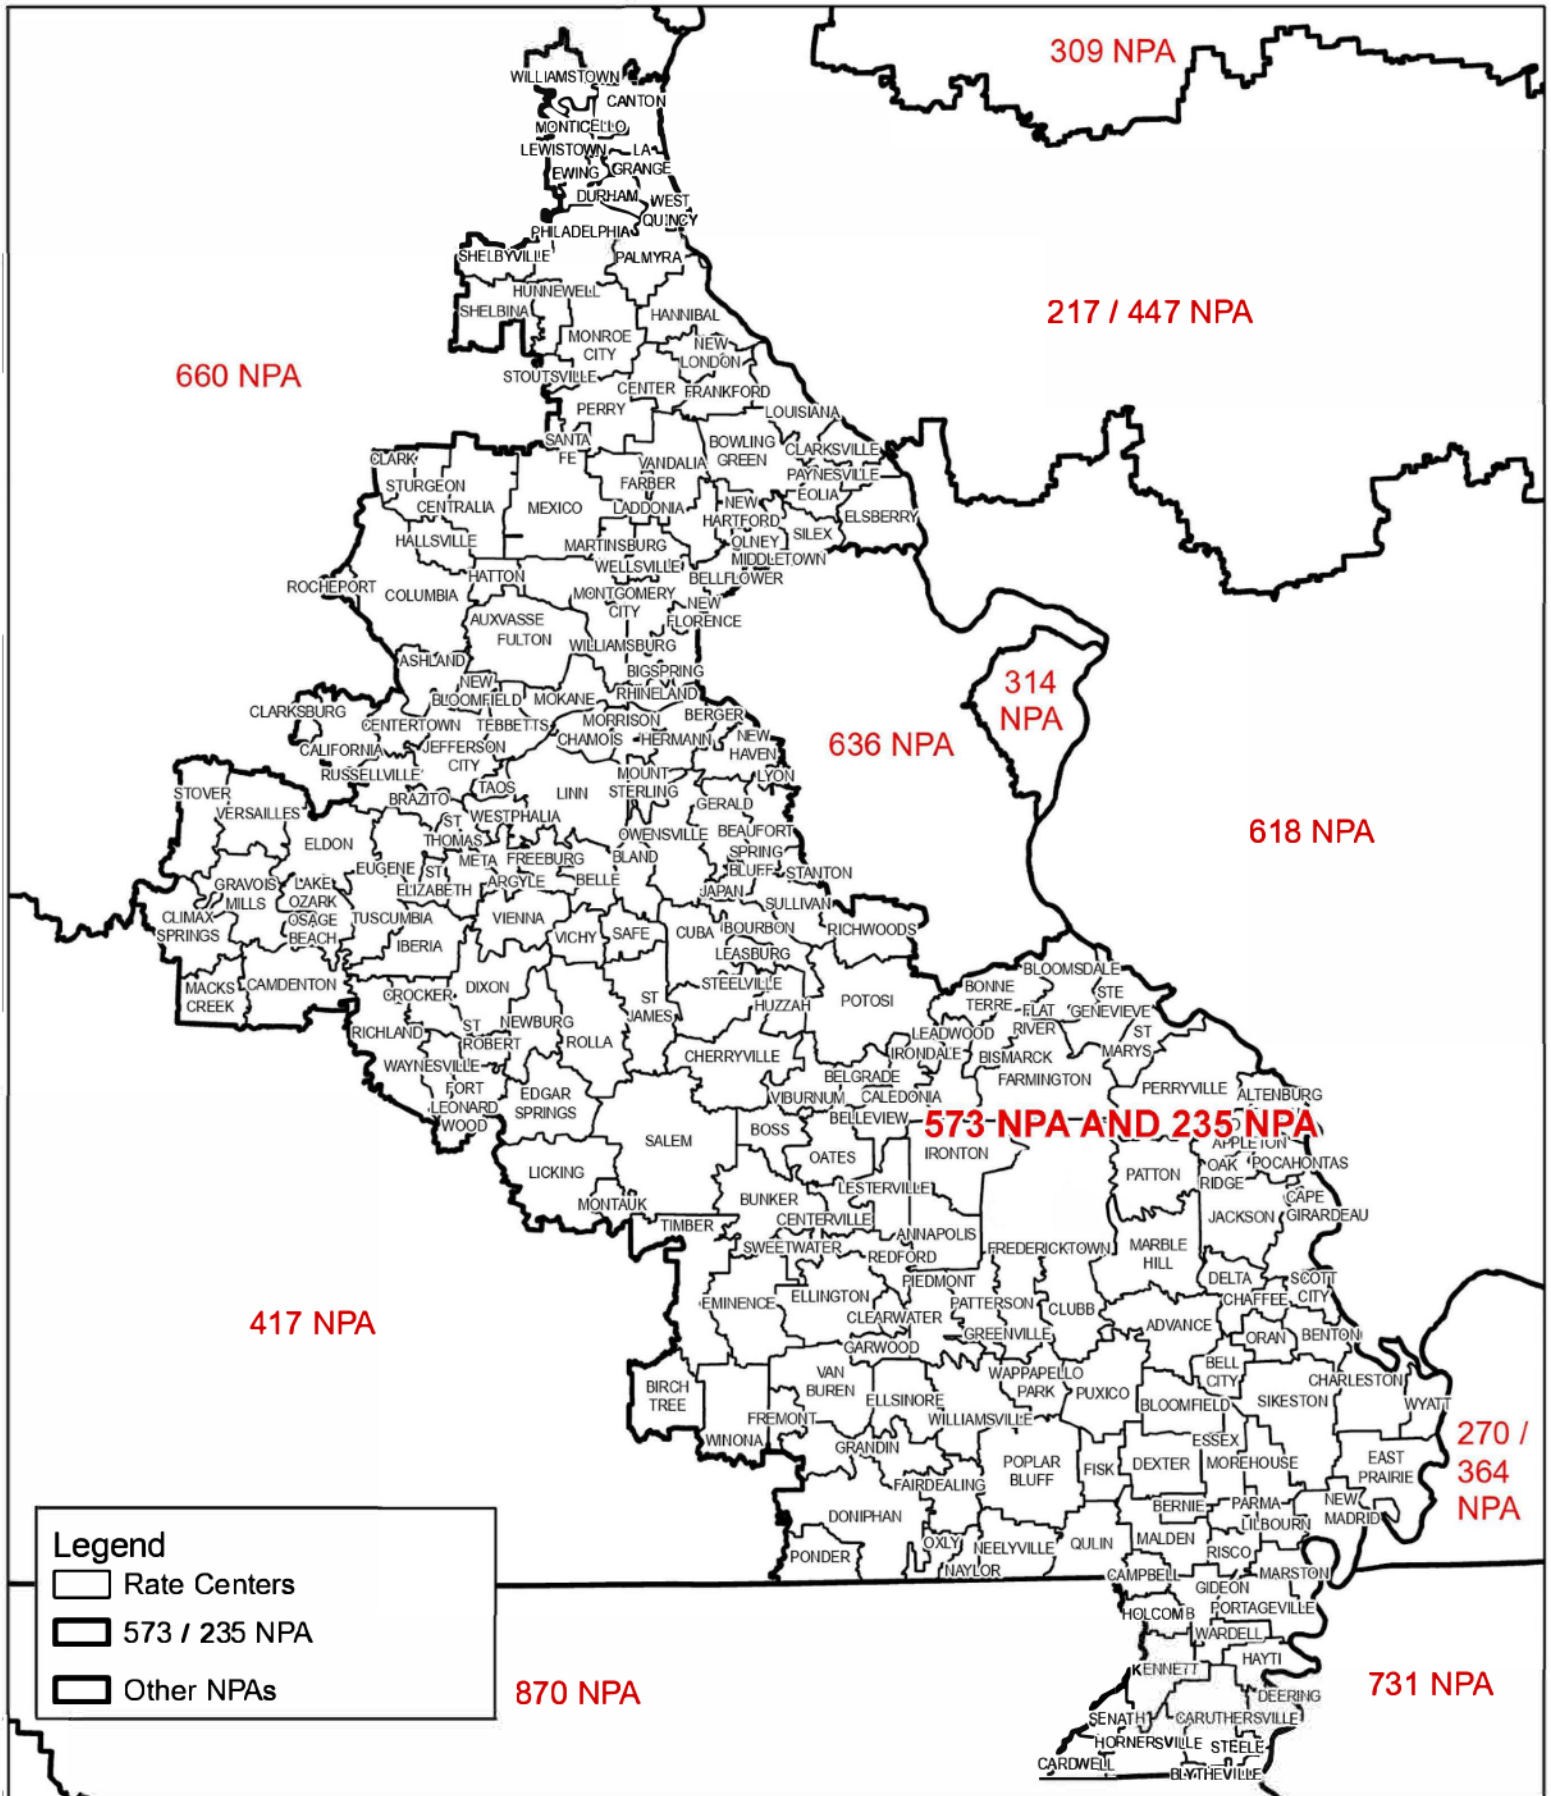 309 NPA
WILLIAMSTOWN
CANTON
MONTICELLO
LEWISTOWN
LA
GRANGE
EWING
DURHAM
WEST
QUINCY
PHILADELPHIA
SHELBYVILLE
PALMYRA
HUNNEWELL
SHELBINA
HANNIBAL
217 / 447 NPA
MONROE
CITY
NEW
LONDON
660 NPA
STOUTSVILLE
CENTER
FRANKFORD
PERRY
LOUISIANA
SANTA
FE
BOWLING
GREEN
CLARKSVILLE
CLARK
VANDALIA
PAYNESVILLE
STURGEON
FARBER
EOLIA
CENTRALIA
MEXICO
LADDONIA
NEW
HARTFORD
ELSBERRY
HALLSVILLE
MARTINSBURG
OLNEY
SILEX
MIDDLETOWN
WELLSVILLE
BELLFLOWER
HATTON
ROCHEPORT
COLUMBIA
MONTGOMERY
CITY
NEW
FLORENCE
AUXVASSE
FULTON
WILLIAMSBURG
ASHLAND
BIGSPRING
314
NPA
NEW
BLOOMFIELD
MOKANE
RHINELAND
CLARKSBURG
CENTERTOWN
TEBBETTS
MORRISON
BERGER
636 NPA
CALIFORNIA
JEFFERSON
CITY
CHAMOIS
HERMANN
NEW
HAVEN
RUSSELLVILLE
TAOS
LINN
MOUNT
STERLING
LYON
STOVER
BRAZITO
GERALD
VERSAILLES
ST
THOMAS
WESTPHALIA
OWENSVILLE
BEAUFORT
618 NPA
ELDON
META
FREEBURG
BLAND
SPRING
BLUFF
STANTON
EUGENE
ST
ELIZABETH
ARGYLE
BELLE
JAPAN
GRAVOIS
MILLS
LAKE
OZARK
SULLIVAN
CLIMAX
SPRINGS
OSAGE
BEACH
TUSCUMBIA
VIENNA
VICHY
SAFE
CUBA
BOURBON
RICHWOODS
IBERIA
LEASBURG
BLOOMSDALE
MACKS
CREEK
CAMDENTON
CROCKER
DIXON
STEELVILLE
HUZZAH
POTOSI
BONNE
TERRE
STE
GENEVIEVE
ST
JAMES
FLAT
RIVER
RICHLAND
ST
ROBERT
NEWBURG
ROLLA
LEADWOOD
ST
MARYS
IRONDALE
BISMARCK
WAYNESVILLE
CHERRYVILLE
FARMINGTON
FORT
LEONARD
WOOD
EDGAR
SPRINGS
BELGRADE
PERRYVILLE
ALTENBURG
VIBURNUM
CALEDONIA
BELLEVIEW
573 NPA AND 235 NPA
SALEM
BOSS
APPLETON
OATES
IRONTON
LICKING
PATTON
OAK
RIDGE
POCAHONTAS
MONTAUK
LESTERVILLE
BUNKER
CAPE
GIRARDEAU
TIMBER
CENTERVILLE
JACKSON
ANNAPOLIS
SWEETWATER
REDFORD
FREDERICKTOWN
MARBLE
HILL
EMINENCE
ELLINGTON
PIEDMONT
DELTA
SCOTT
CITY
CLEARWATER
PATTERSON
CLUBB
CHAFFEE
417 NPA
GARWOOD
GREENVILLE
ADVANCE
ORAN
BENTON
BIRCH
TREE
VAN
BUREN
WAPPAPELLO
PARK
PUXICO
BELL
CITY
CHARLESTON
ELLSINORE
BLOOMFIELD
SIKESTON
WYATT
FREMONT
WILLIAMSVILLE
WINONA
GRANDIN
ESSEX
270 /
364
NPA
POPLAR
BLUFF
FISK
DEXTER
MOREHOUSE
EAST
PRAIRIE
FAIRDEALING
BERNIE
PARMA
NEW
MADRID
DONIPHAN
LILBOURN
OXLY
NEELYVILLE
QULIN
MALDEN
RISCO
PONDER
NAYLOR
CAMPBELL
MARSTON
GIDEON
HOLCOMB
PORTAGEVILLE
WARDELL
KENNETT
HAYTI
870 NPA
731 NPA
DEERING
SENATH
CARUTHERSVILLE
HORNERSVILLE
STEELE
CARDWELL
BLYTHEVILLE
Legend
Rate Centers
573 / 235 NPA
Other NPAs